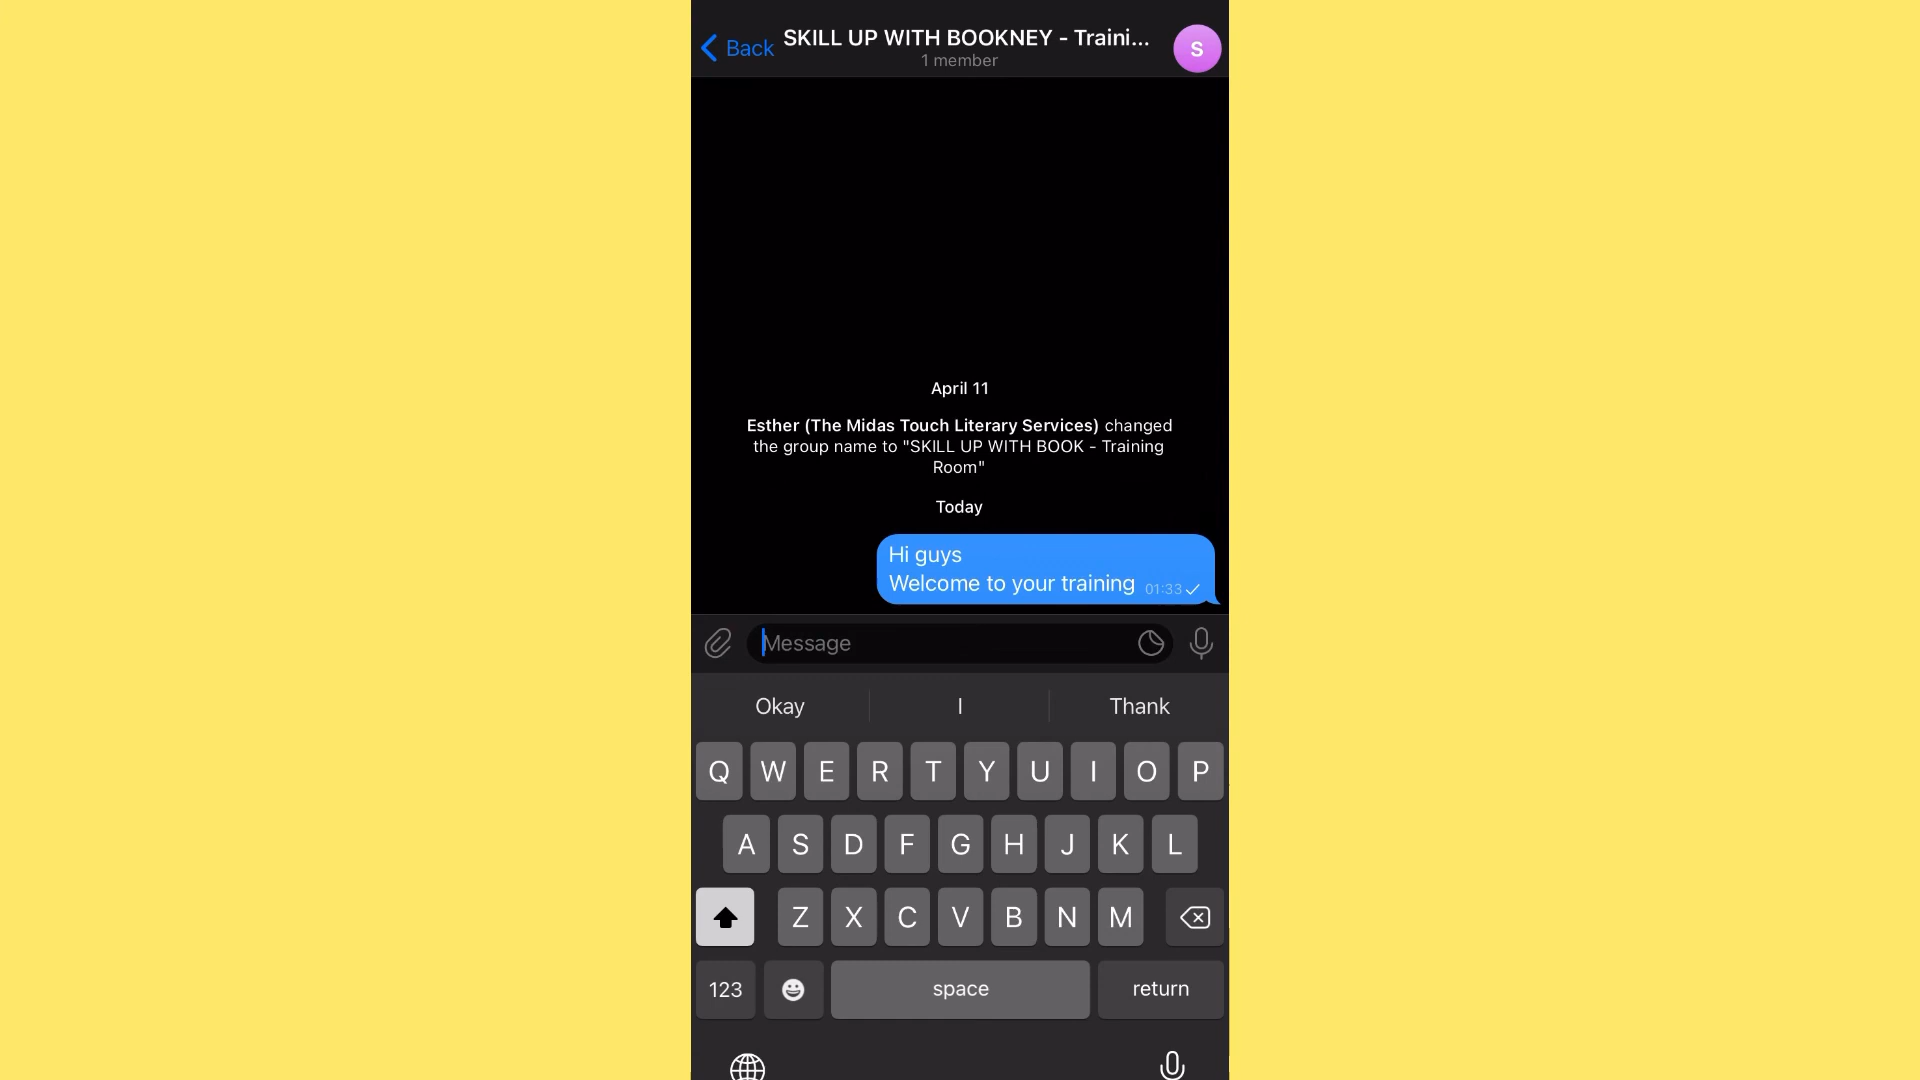 Back
SKILL UP WITH BOOKNEY - Traini...
1 member
S
April 11
Esther (The Midas Touch Literary Services) changed
the group name to "SKILL UP WITH BOOK - Training
Room"
Today
Hi guys
Welcome to your training 01:33
Message
Okay I Thank
Q W E R T Y U I O P
A S D F G H J K L
Z X C V B N M
123 space return